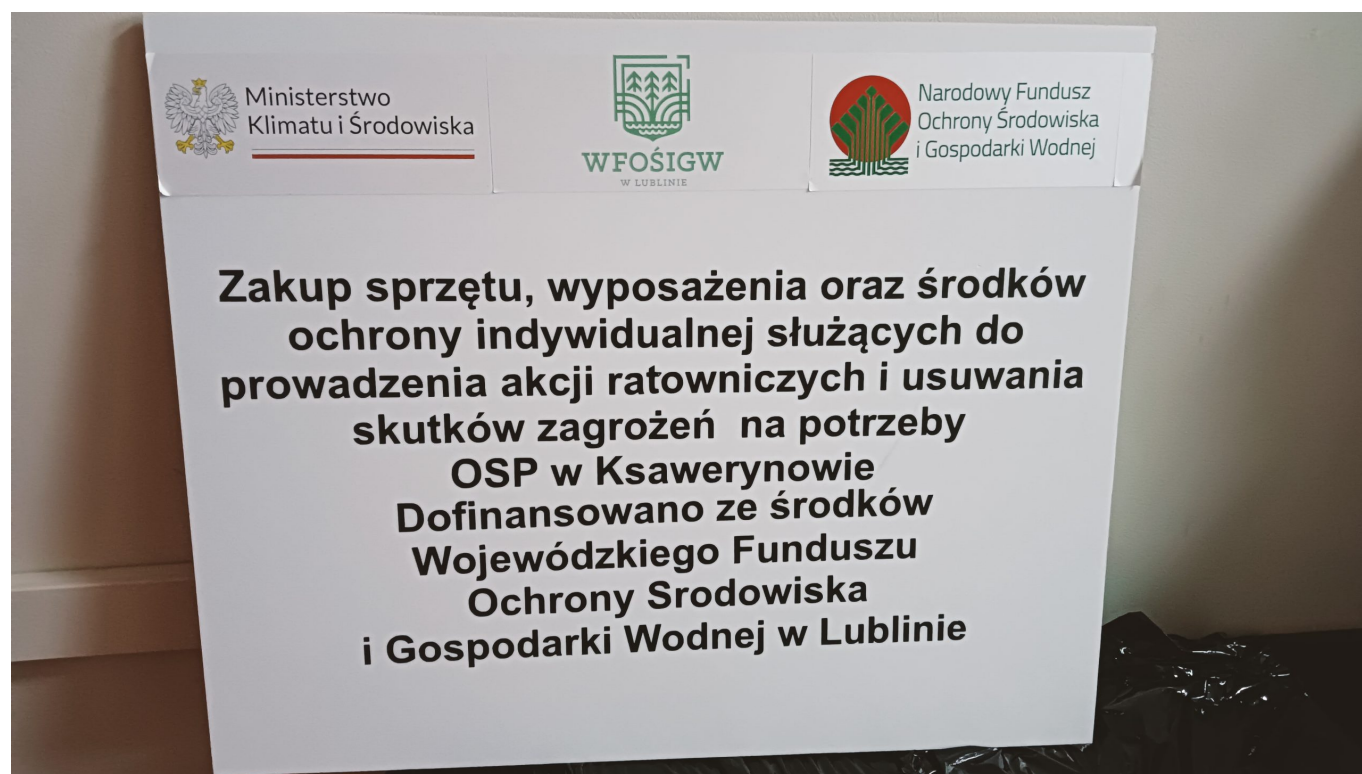 Ministerstwo
Klimatu i Środowiska
WFOŚIGW
W LUBLINIE
Narodowy Fundusz
Ochrony Środowiska
i Gospodarki Wodnej
Zakup sprzętu, wyposażenia oraz środków
ochrony indywidualnej służących do
prowadzenia akcji ratowniczych i usuwania
skutków zagrożeń na potrzeby
OSP w Ksawerynowie
Dofinansowano ze środków
Wojewódzkiego Funduszu
Ochrony Srodowiska
i Gospodarki Wodnej w Lublinie